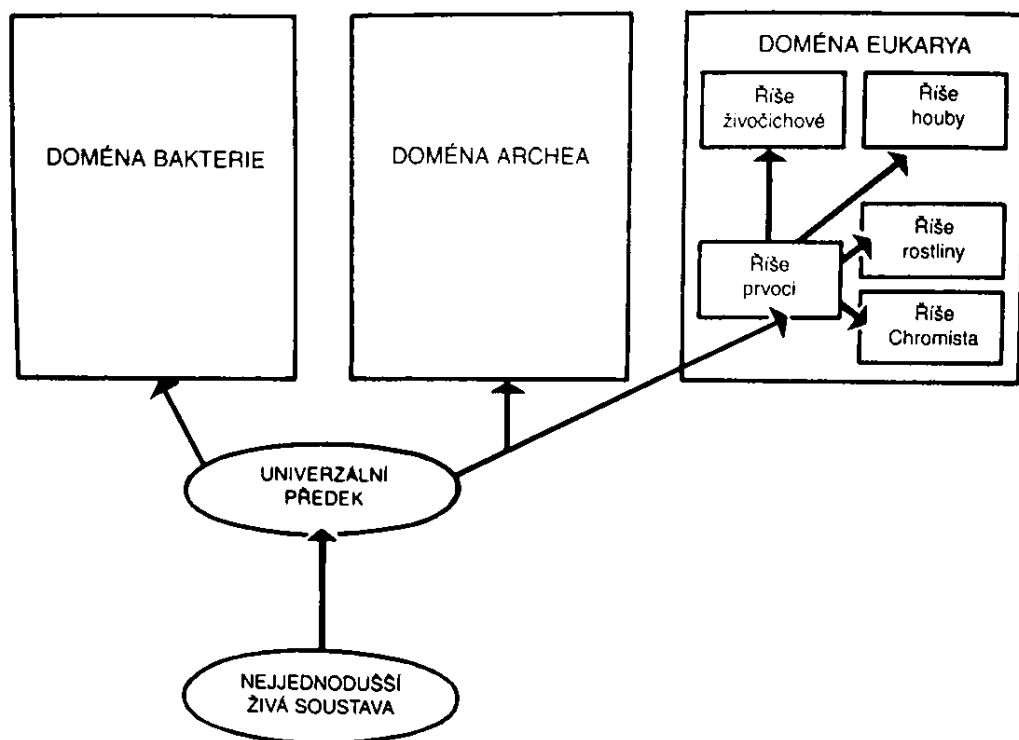 DOMÉNA BAKTERIE
DOMÉNA ARCHEA
DOMÉNA EUKARYA
Říše
živočichové
Říše
houby
Říše
prvoci
Říše
rostliny
Říše
Chromista
UNIVERZÁLNÍ
PŘEDEK
NEJJEDNODUŠŠÍ
ŽIVÁ SOUSTAVA